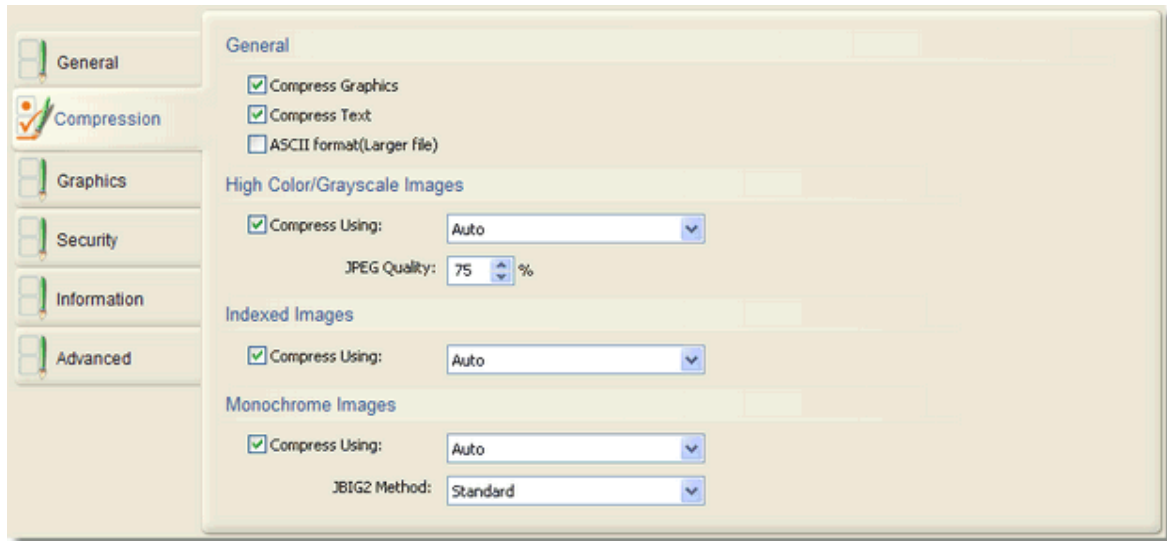 General
Compression
Graphics
Security
Information
Advanced
General
Compress Graphics
Compress Text
ASCII format(Larger file)
High Color/Grayscale Images
Compress Using: Auto
JPEG Quality: 75 %
Indexed Images
Compress Using: Auto
Monochrome Images
Compress Using: Auto
JBIG2 Method: Standard